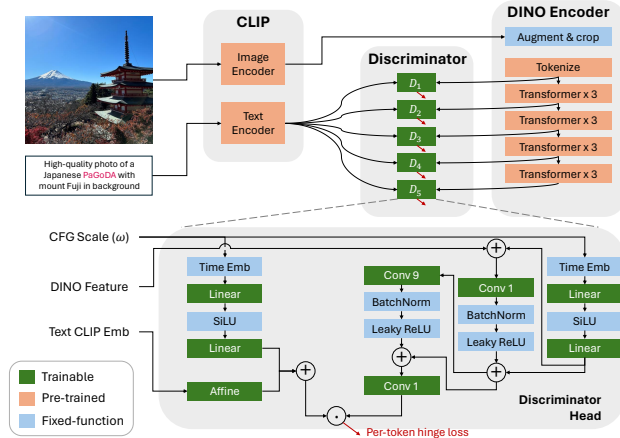 CLIP
DINO Encoder
Image
Encoder
Augment & crop
Discriminator
Tokenize
D1
Transformer x 3
Text
Encoder
D2
Transformer x 3
D3
Transformer x 3
D4
Transformer x 3
D5
High-quality photo of a
Japanese PaGoDA with
mount Fuji in background
CFG Scale (ω)
DINO Feature
Text CLIP Emb
Time Emb
Linear
SiLU
Linear
Affine
Conv 9
BatchNorm
Leaky ReLU
Conv 1
Conv 1
BatchNorm
Leaky ReLU
Time Emb
Linear
SiLU
Linear
Trainable
Pre-trained
Fixed-function
Discriminator
Head
Per-token hinge loss